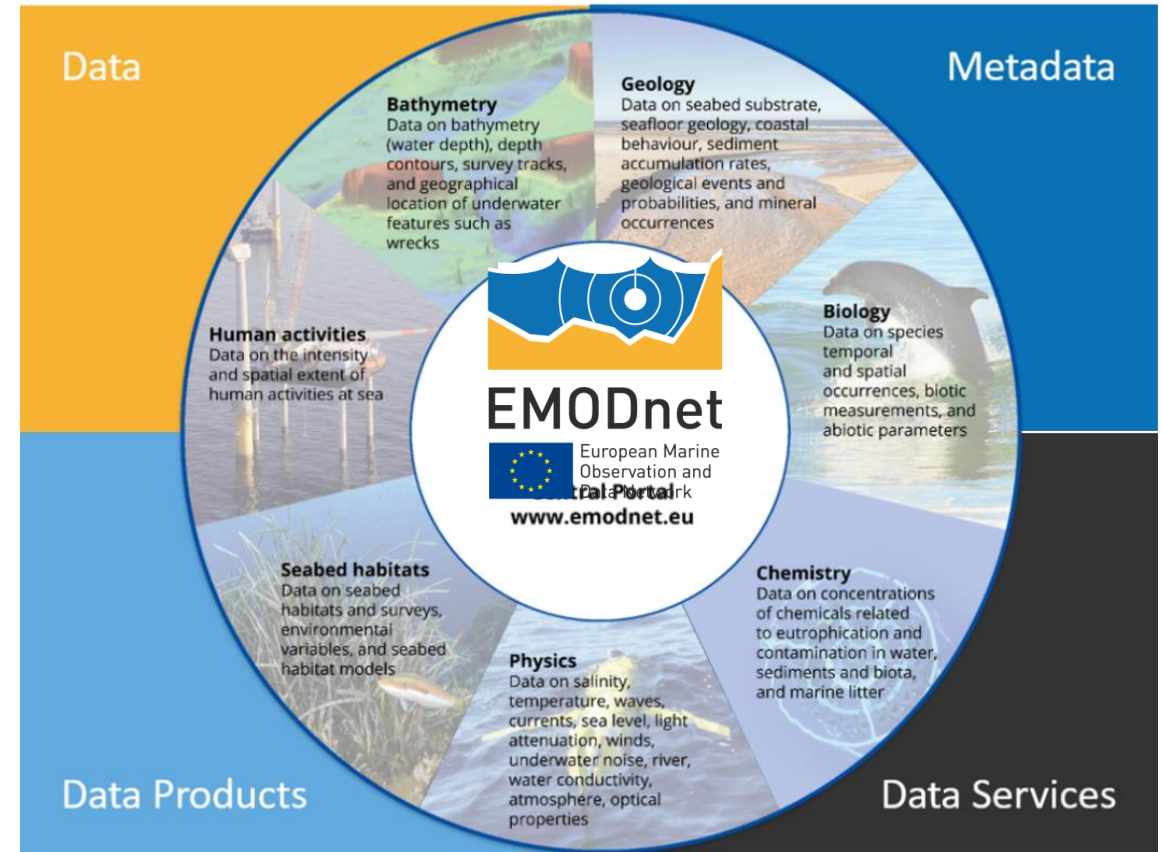 Data
Metadata
Bathymetry
Data on bathymetry
(water depth), depth
contours, survey tracks,
and geographical
location of underwater
features such as
wrecks
Geology
Data on seabed substrate,
seafloor geology, coastal
behaviour, sediment
accumulation rates,
geological events and
probabilities, and mineral
occurrences
Human activities
Data on the intensity
and spatial extent of
human activities at sea
Biology
Data on species
temporal
and spatial
occurrences, biotic
measurements, and
abiotic parameters
EMODnet
European Marine
Observation and
Data Network
Central Portal
www.emodnet.eu
Seabed habitats
Data on seabed
habitats and surveys,
environmental
variables, and seabed
habitat models
Physics
Data on salinity,
temperature, waves,
currents, sea level, light
attenuation, winds,
underwater noise, river,
water conductivity,
atmosphere, optical
properties
Chemistry
Data on concentrations
of chemicals related
to eutrophication and
contamination in water,
sediments and biota,
and marine litter
Data Products
Data Services